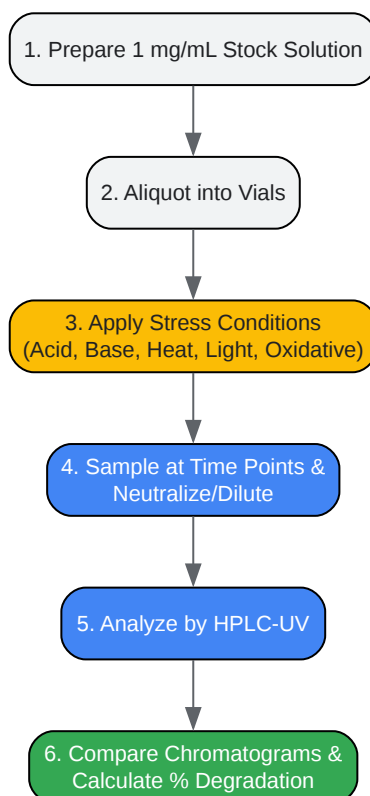 1. Prepare 1 mg/mL Stock Solution
2. Aliquot into Vials
3. Apply Stress Conditions
(Acid, Base, Heat, Light, Oxidative)
4. Sample at Time Points &
Neutralize/Dilute
5. Analyze by HPLC-UV
6. Compare Chromatograms &
Calculate % Degradation